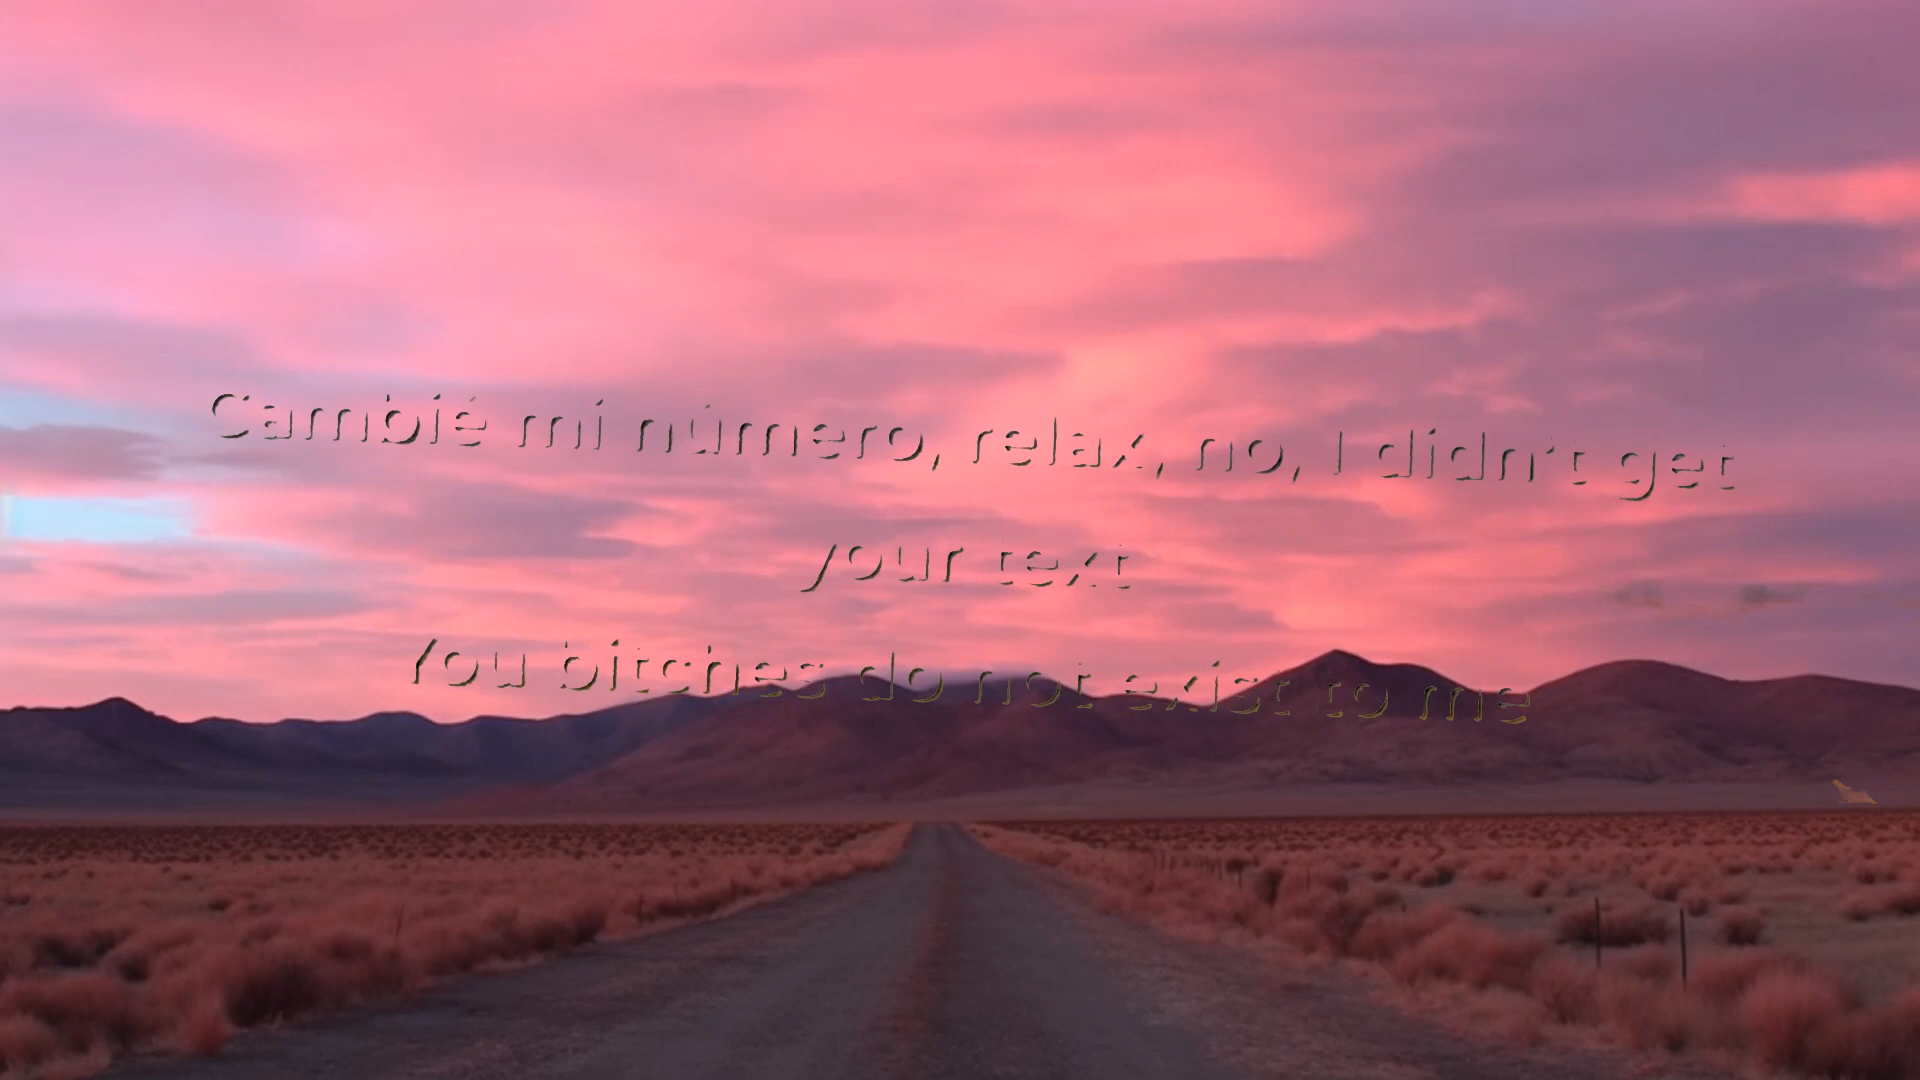 Cambié mi número, relax, no, I didn't get
your text
You bitches do not exist to me